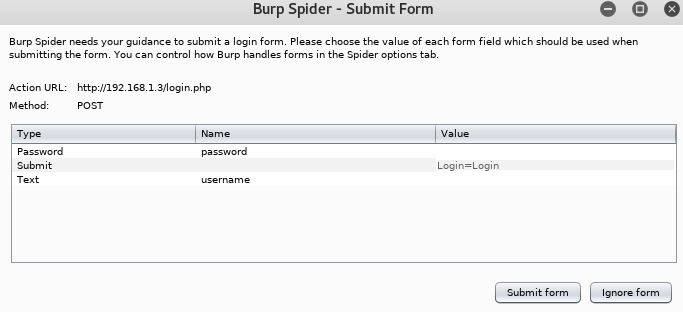 Burp Spider - Submit Form
Burp Spider needs your guidance to submit a login form. Please choose the value of each form field which should be used when
submitting the form. You can control how Burp handles forms in the Spider options tab.
Action URL: http://192.168.1.3/login.php
Method: POST
Type Name Value
Password password
Submit Login=Login
Text username
Submit form Ignore form